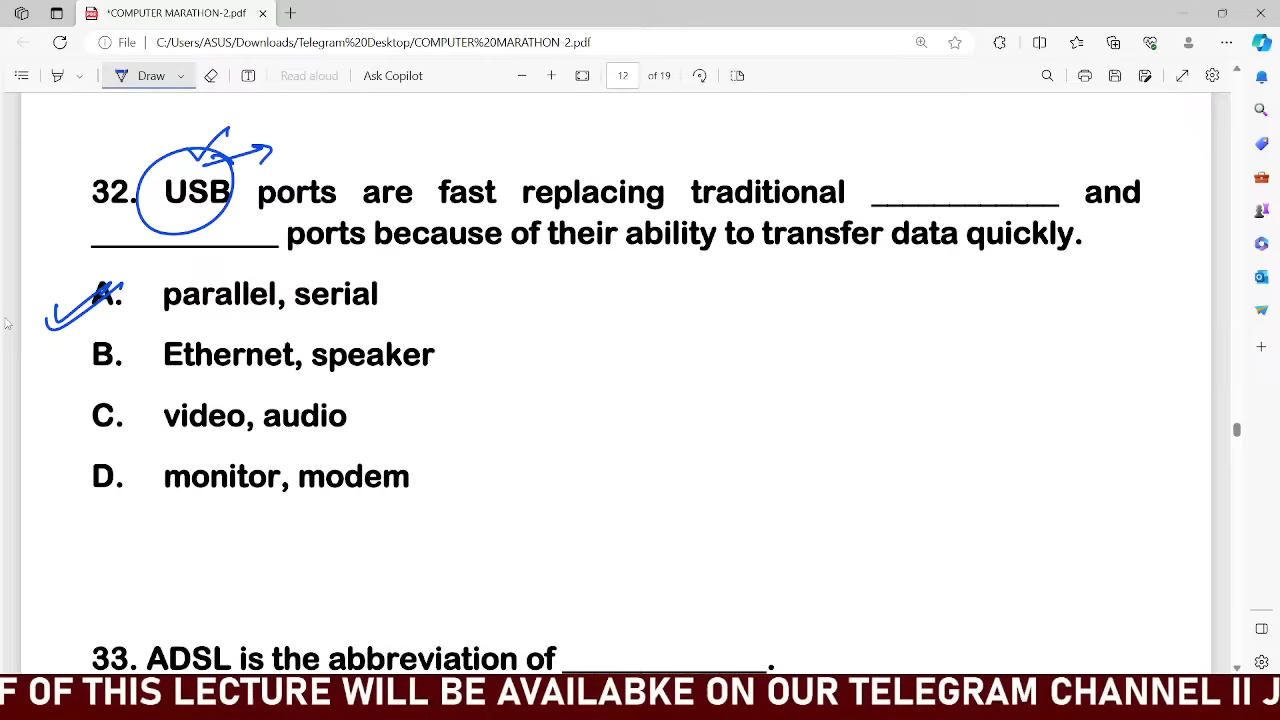 *COMPUTER MARATHON-2.pdf
File C:/Users/ASUS/Downloads/Telegram%20Desktop/COMPUTER%20MARATHON-2.pdf
Draw Read aloud Ask Copilot 12 of 19
32. USB ports are fast replacing traditional ____________ and
____________ ports because of their ability to transfer data quickly.
A. parallel, serial
B. Ethernet, speaker
C. video, audio
D. monitor, modem
33. ADSL is the abbreviation of _____________.
F OF THIS LECTURE WILL BE AVAILABKE ON OUR TELEGRAM CHANNEL II J